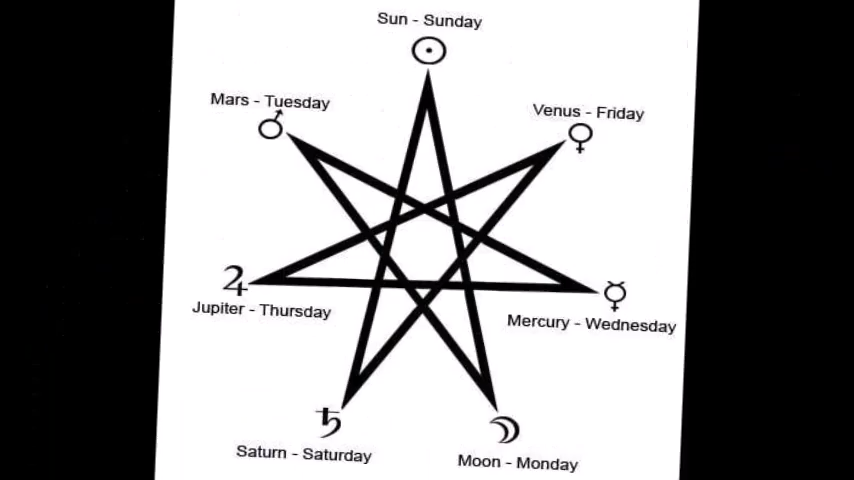 Sun - Sunday
Mars - Tuesday
Venus - Friday
Jupiter - Thursday
Mercury - Wednesday
Saturn - Saturday
Moon - Monday